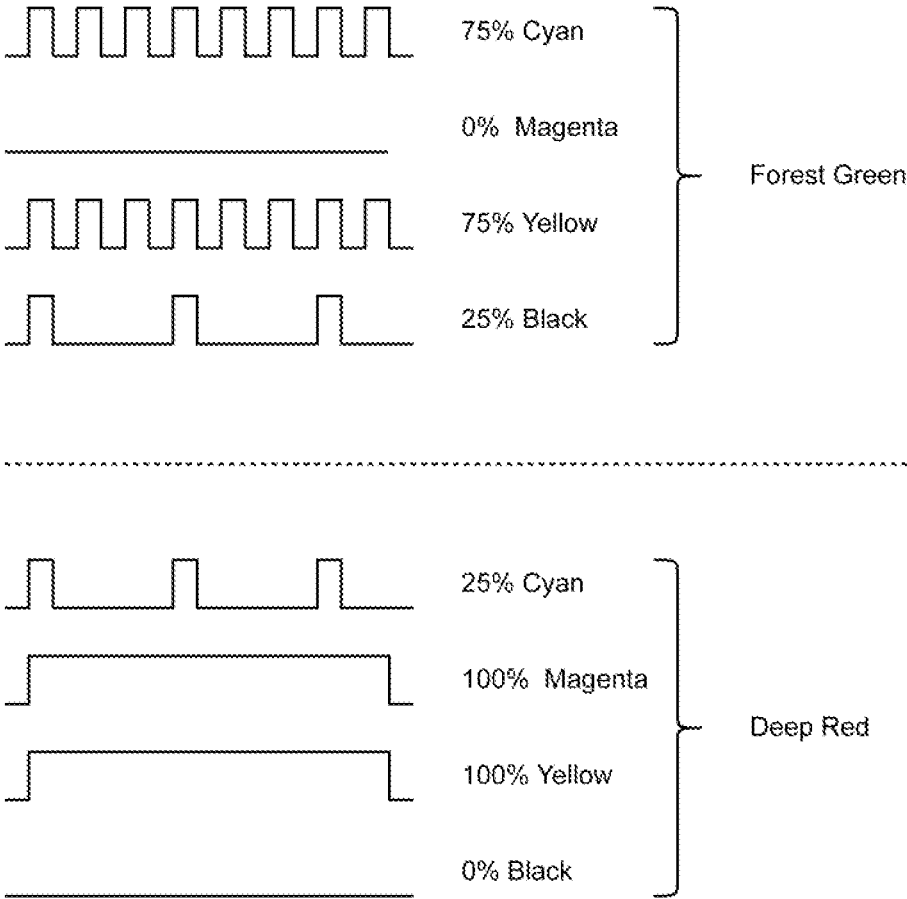 75% Cyan
0% Magenta
75% Yellow
25% Black
Forest Green
25% Cyan
100% Magenta
100% Yellow
0% Black
Deep Red